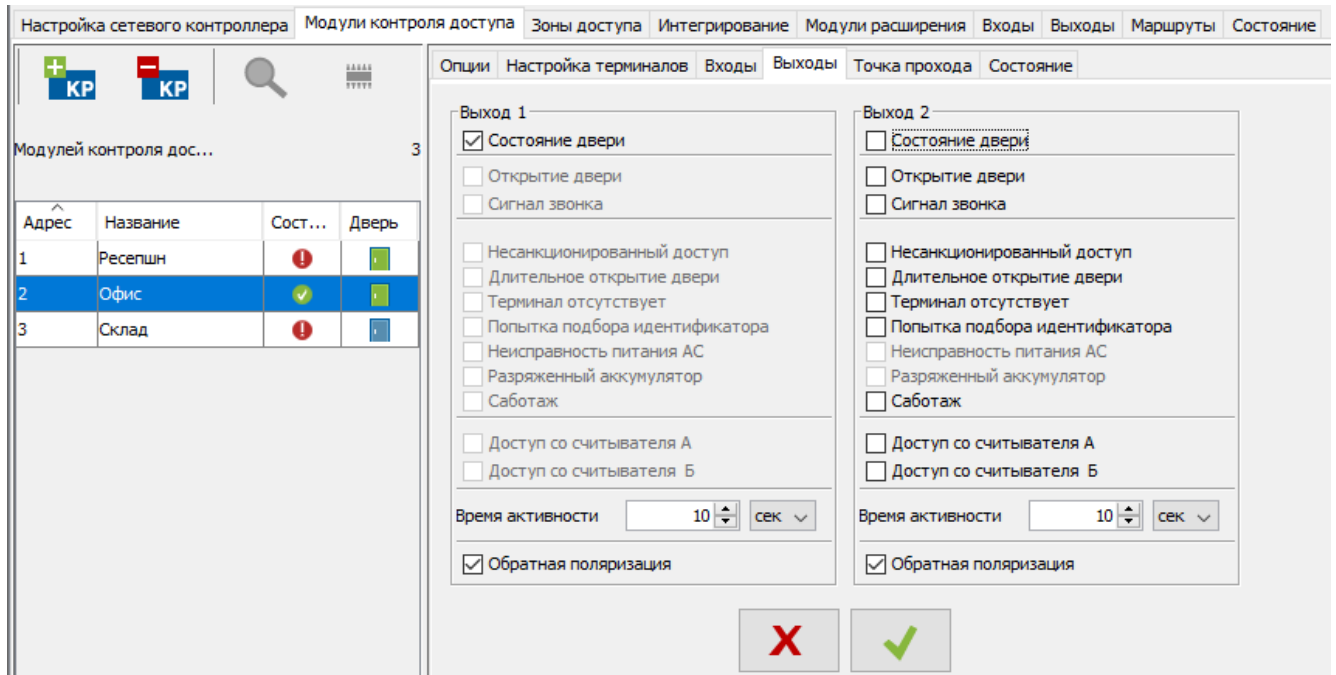 Настройка сетевого контроллера Модули контроля доступа Зоны доступа Интегрирование Модули расширения Входы Выходы Маршруты Состояние
КР КР
Модулей контроля дос... 3
Адрес Название Сост... Дверь
1 Ресепшн
2 Офис
3 Склад
Опции Настройка терминалов Входы Выходы Точка прохода Состояние
Выход 1
Состояние двери
Открытие двери
Сигнал звонка
Несанкционированный доступ
Длительное открытие двери
Терминал отсутствует
Попытка подбора идентификатора
Неисправность питания АС
Разряженный аккумулятор
Саботаж
Доступ со считывателя А
Доступ со считывателя Б
Время активности 10 сек
Обратная поляризация
Выход 2
Состояние двери
Открытие двери
Сигнал звонка
Несанкционированный доступ
Длительное открытие двери
Терминал отсутствует
Попытка подбора идентификатора
Неисправность питания АС
Разряженный аккумулятор
Саботаж
Доступ со считывателя А
Доступ со считывателя Б
Время активности 10 сек
Обратная поляризация